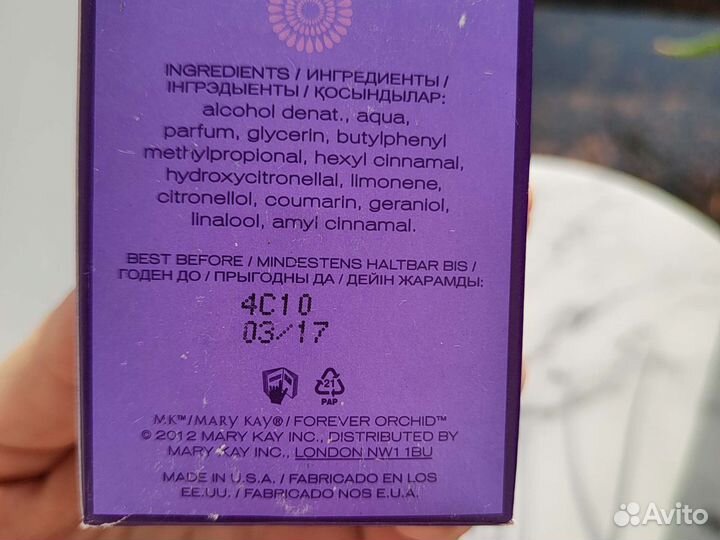 INGREDIENTS / ИНГРЕДИЕНТЫ /
ІНГРЭДЫЕНТЫ / ҚОСЫНДЫЛАР:
alcohol denat., aqua,
parfum, glycerin, butylphenyl
methylpropional, hexyl cinnamal,
hydroxycitronellal, limonene,
citronellol, coumarin, geraniol,
linalool, amyl cinnamal.
BEST BEFORE / MINDESTENS HALTBAR BIS /
ГОДЕН ДО / ПРЫГОДНЫ ДА / ДЕЙІН ЖАРАМДЫ:
4C10
03/17
21
PAP
MK™/MARY KAY®/ FOREVER ORCHID™
© 2012 MARY KAY INC., DISTRIBUTED BY
MARY KAY INC., LONDON NW1 1BU
MADE IN U.S.A. / FABRICADO EN LOS
EE.UU. / FABRICADO NOS E.U.A.
Avito